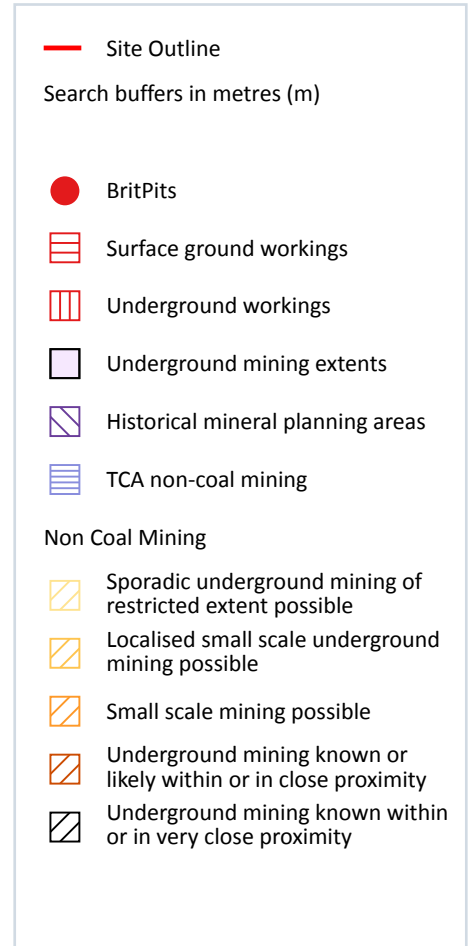 Site Outline
Search buffers in metres (m)
BritPits
Surface ground workings
Underground workings
Underground mining extents
Historical mineral planning areas
TCA non-coal mining
Non Coal Mining
Sporadic underground mining of
restricted extent possible
Localised small scale underground
mining possible
Small scale mining possible
Underground mining known or
likely within or in close proximity
Underground mining known within
or in very close proximity